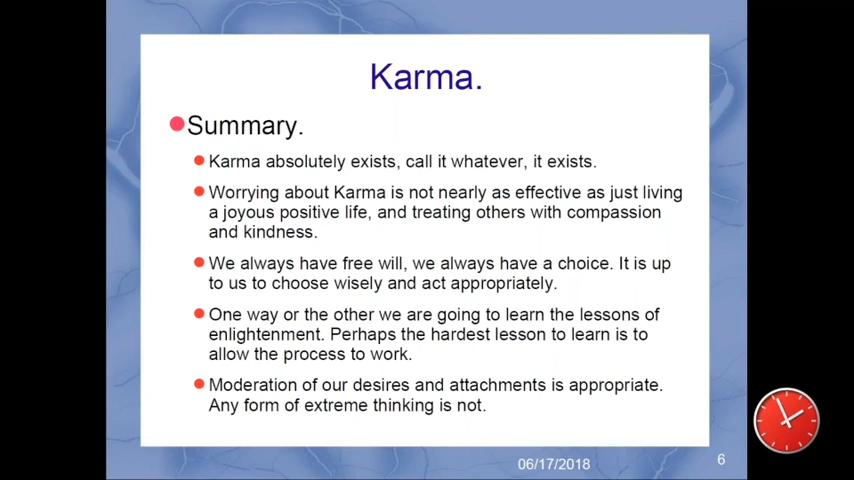 Karma.
Summary.
Karma absolutely exists, call it whatever, it exists.
Worrying about Karma is not nearly as effective as just living
a joyous positive life, and treating others with compassion
and kindness.
We always have free will, we always have a choice. It is up
to us to choose wisely and act appropriately.
One way or the other we are going to learn the lessons of
enlightenment. Perhaps the hardest lesson to learn is to
allow the process to work.
Moderation of our desires and attachments is appropriate.
Any form of extreme thinking is not.
06/17/2018
6